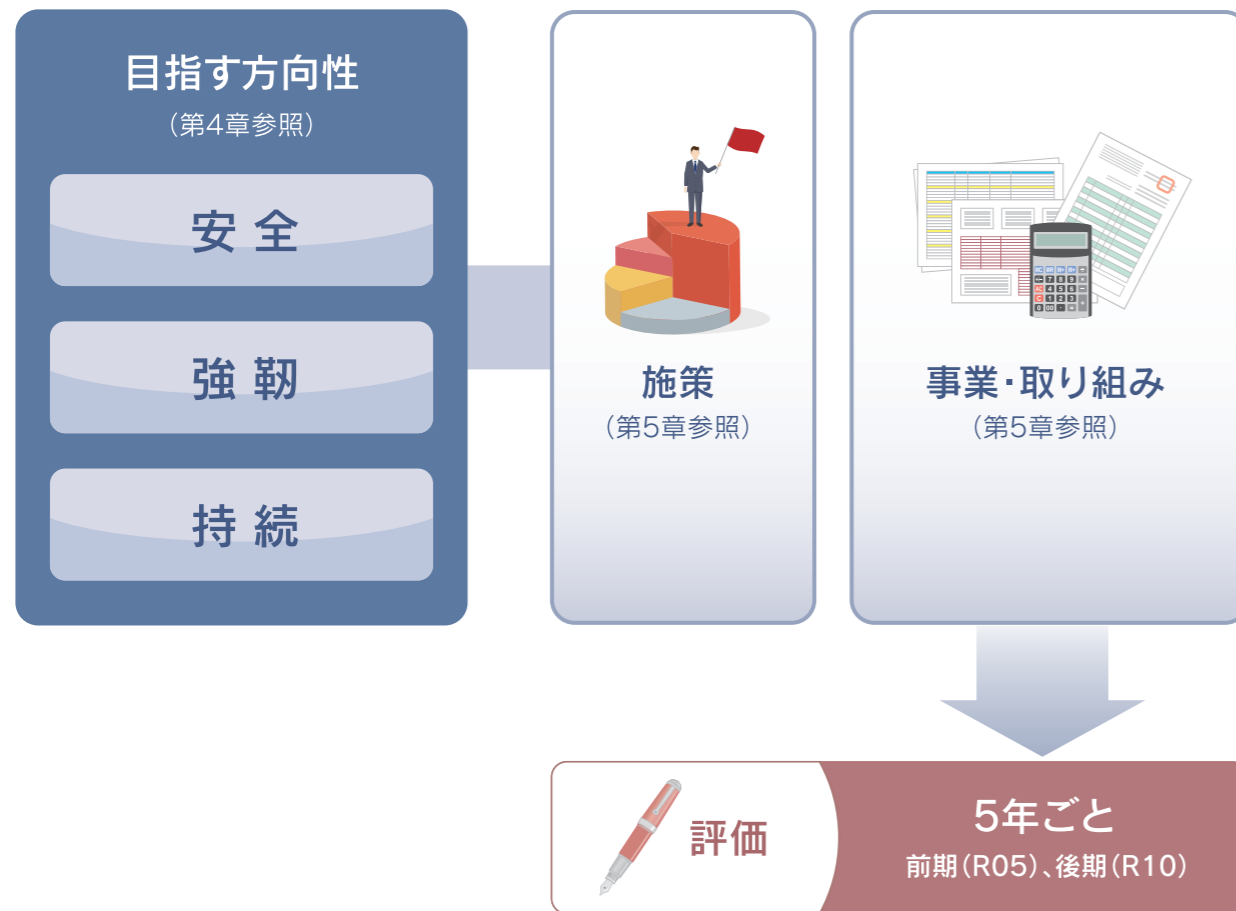 目指す方向性
（第4章参照）
安全
強靭
持続
施策
（第5章参照）
事業・取り組み
（第5章参照）
評価
5年ごと
前期（R05）、後期（R10）